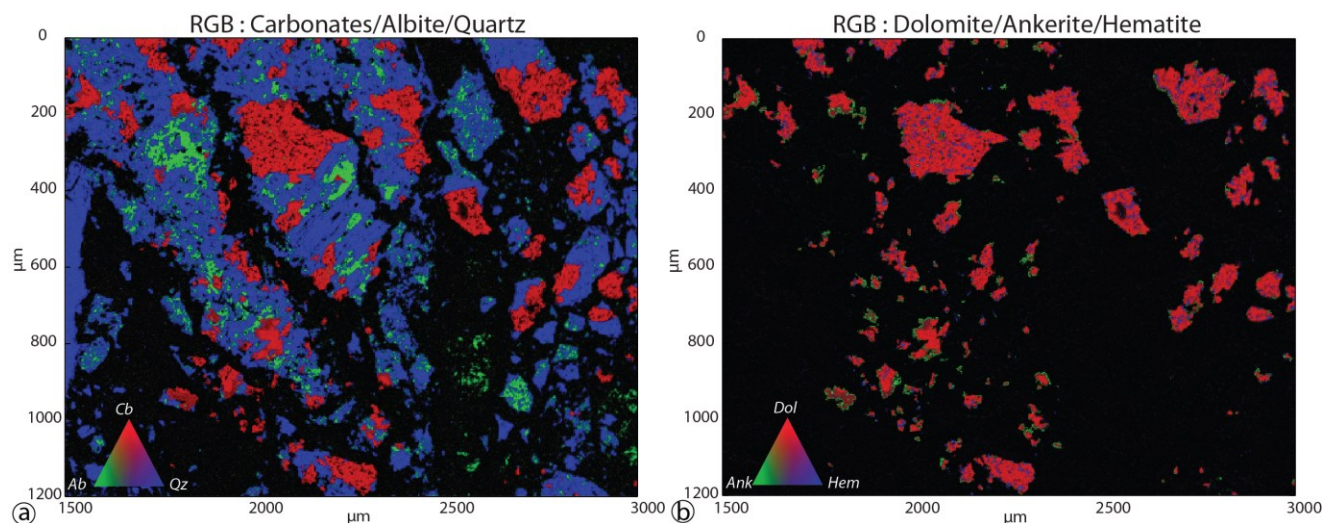 RGB : Carbonates/Albite/Quartz
0
200
400
µm
600
800
1000
1200
Cb
Ab
Qz
1500
2000
2500
3000
µm
a
RGB : Dolomite/Ankerite/Hematite
0
200
400
µm
600
800
1000
1200
Dol
Ank
Hem
1500
2000
2500
3000
µm
b